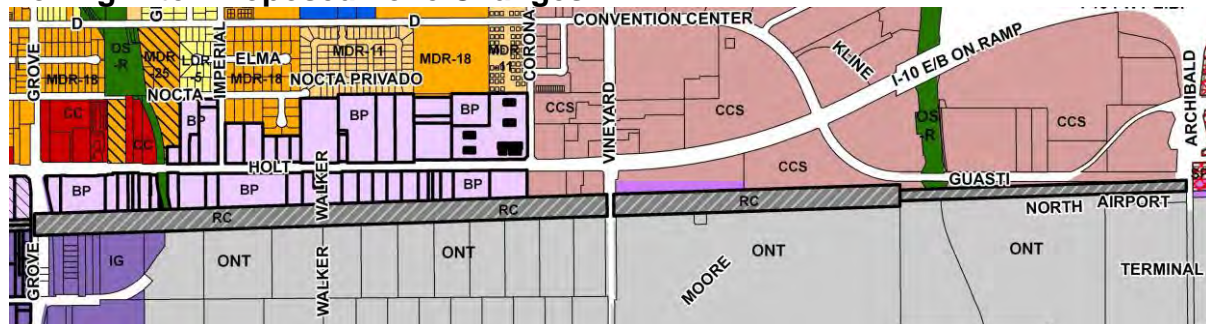 D
D
CONVENTION CENTER
GROVE
OS
-R
MDR
-25
LDR
-5
IMPERIAL
ELMA
MDR-11
MDR-18
MDR
-11
CORONA
KLINE
I-10 E/B ON RAMP
MDR-18
MDR-18
NOCTA PRIVADO
NOCTA
ARCHIBALD
CC
CC
BP
BP
BP
CCS
CCS
VINEYARD
OS
-R
CCS
HOLT
WALKER
CCS
GUASTI
SP
BP
BP
BP
RC
RC
RC
NORTH AIRPORT
GROVE
IG
ONT
WALKER
ONT
MOORE
ONT
ONT
TERMINAL